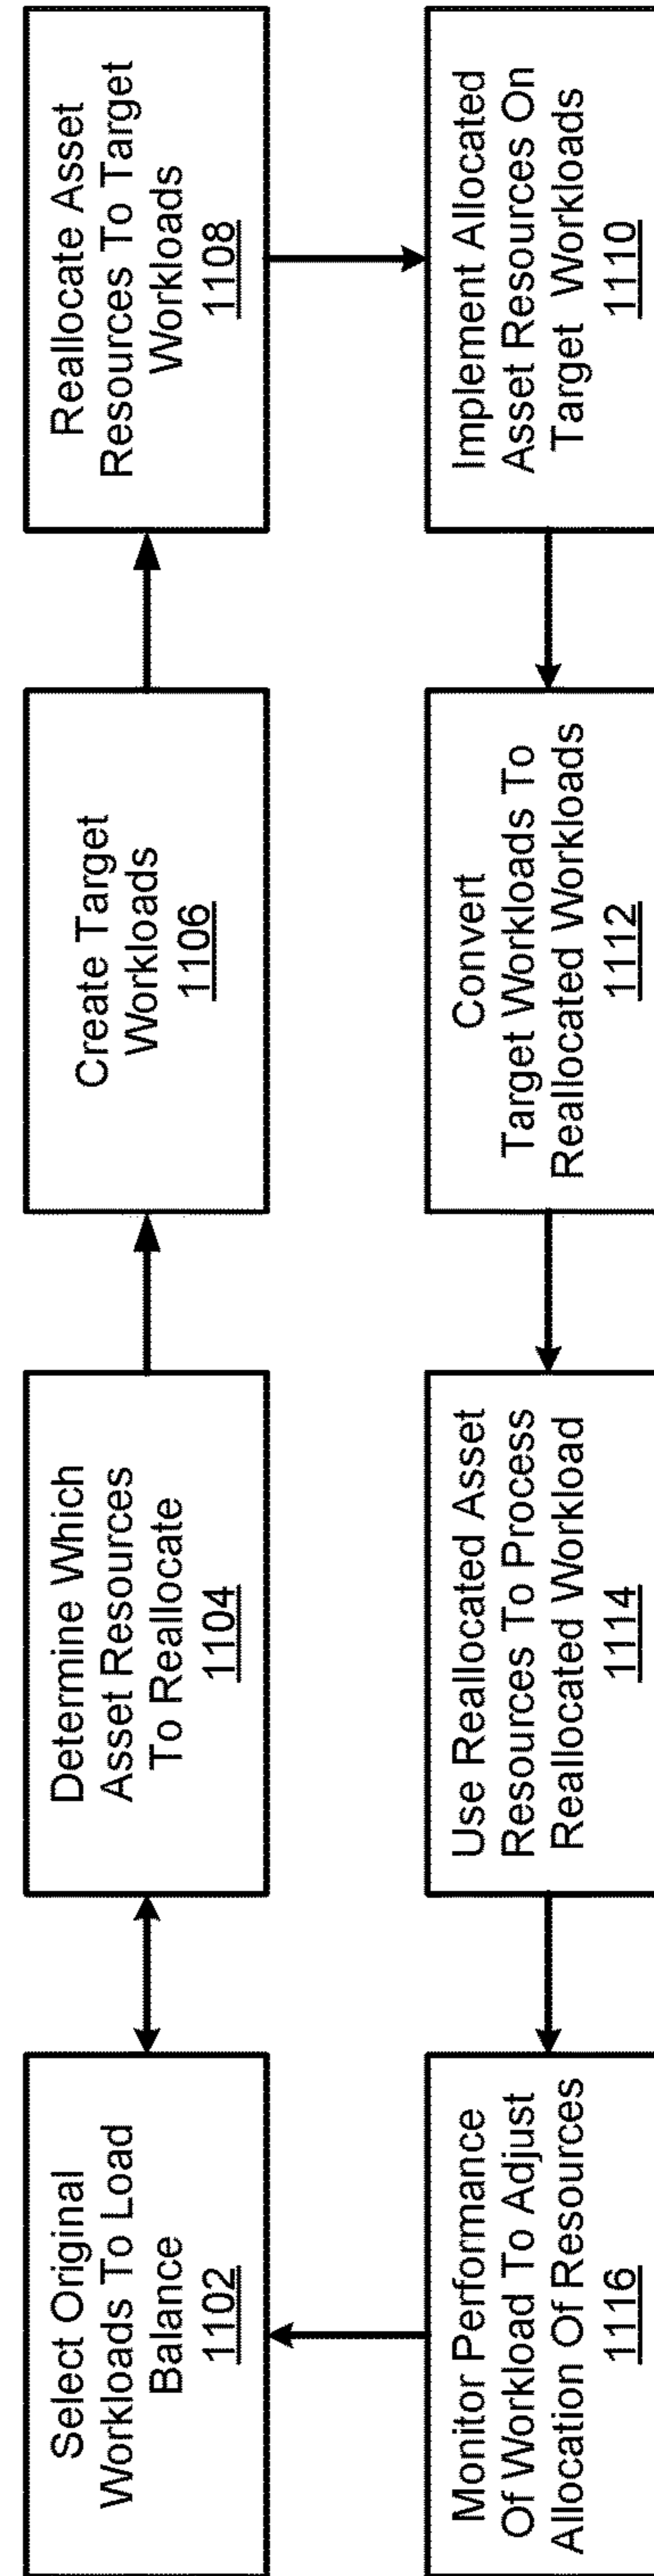 Select Original
Workloads To Load
Balance
1102
Determine Which
Asset Resources
To Reallocate
1104
Create Target
Workloads
1106
Reallocate Asset
Resources To Target
Workloads
1108
Implement Allocated
Asset Resources On
Target Workloads
1110
Convert
Target Workloads To
Reallocated Workloads
1112
Use Reallocated Asset
Resources To Process
Reallocated Workload
1114
Monitor Performance
Of Workload To Adjust
Allocation Of Resources
1116